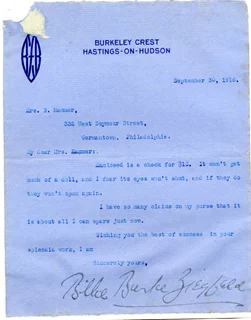 BZB
BURKELEY CREST
HASTINGS-ON-HUDSON
September 30, 1916.
Mrs. B. Hammer,
332 West Seymour Street,
Germantown, Philadelphia.
My dear Mrs. Hammer:
Enclosed is a check for $10. It won't get
much of a doll, and I fear its eyes won't shut, and if they do
they won't open again.
I have so many claims on my purse that it
is about all I can spare just now.
Wishing you the best of success in your
splendid work, I am
Sincerely yours,
Billie Burke Ziegfeld